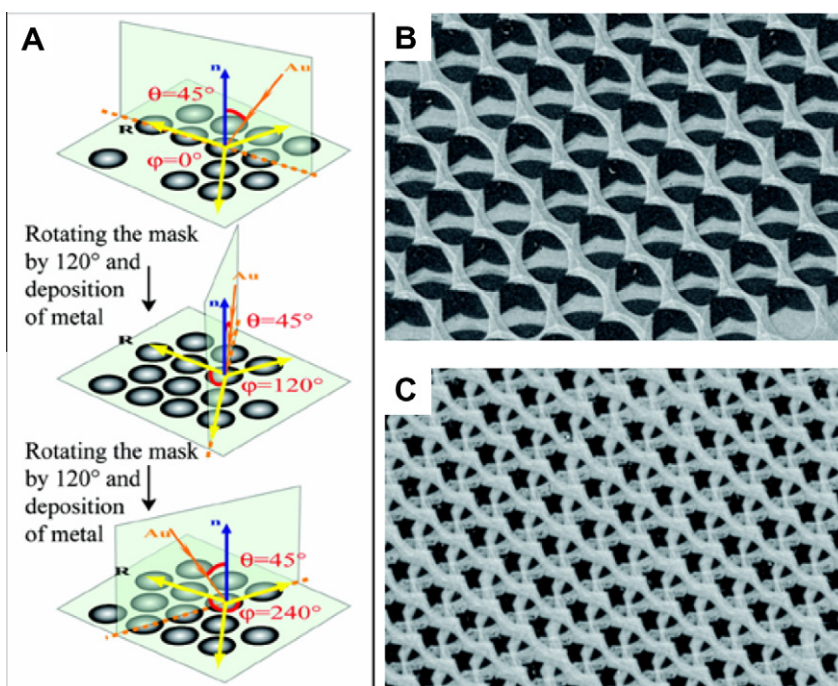 A
n
Au
θ=45°
R
φ=0°
Rotating the mask
by 120° and
deposition
of metal
Au
n
θ=45°
R
φ=120°
Rotating the mask
by 120° and
deposition
of metal
n
Au
θ=45°
R
φ=240°
B
C